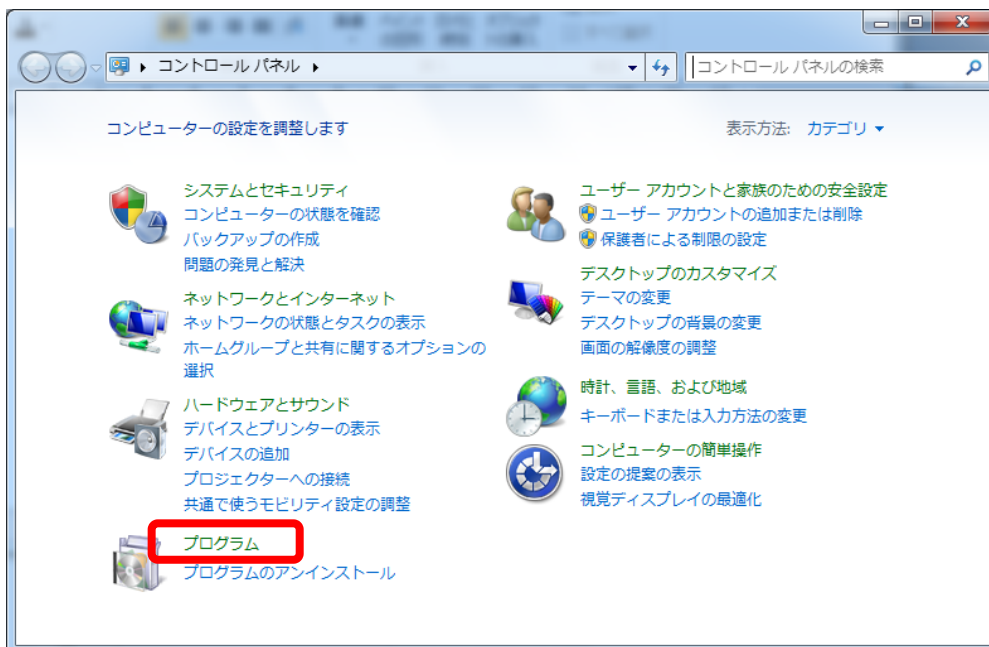 コントロール パネル
コントロール パネルの検索
コンピューターの設定を調整します
表示方法: カテゴリ
システムとセキュリティ
コンピューターの状態を確認
バックアップの作成
問題の発見と解決
ネットワークとインターネット
ネットワークの状態とタスクの表示
ホームグループと共有に関するオプションの
選択
ハードウェアとサウンド
デバイスとプリンターの表示
デバイスの追加
プロジェクターへの接続
共通で使うモビリティ設定の調整
プログラム
プログラムのアンインストール
ユーザー アカウントと家族のための安全設定
ユーザー アカウントの追加または削除
保護者による制限の設定
デスクトップのカスタマイズ
テーマの変更
デスクトップの背景の変更
画面の解像度の調整
時計、言語、および地域
キーボードまたは入力方法の変更
コンピューターの簡単操作
設定の提案の表示
視覚ディスプレイの最適化